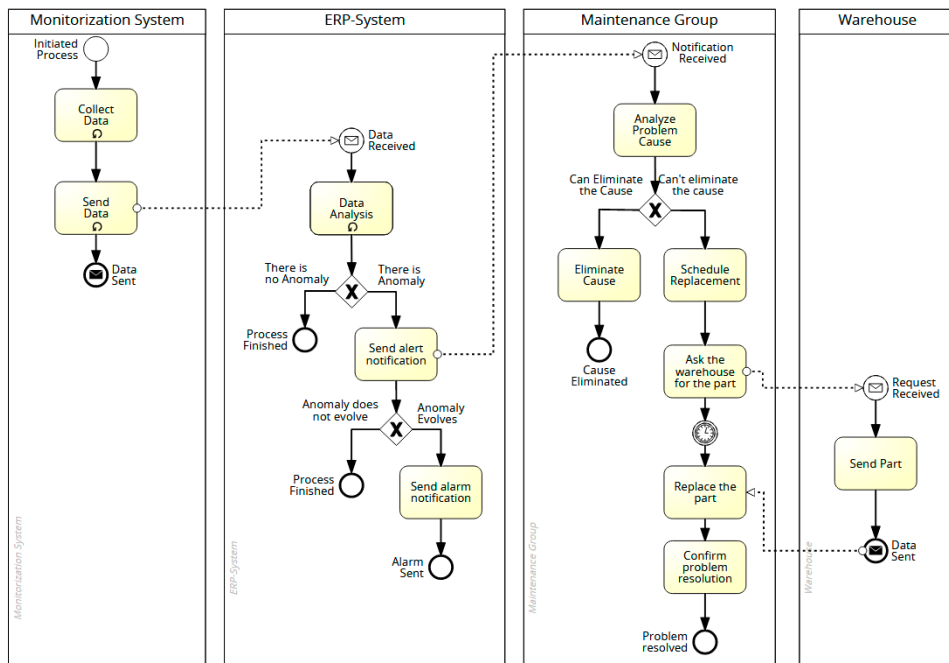 Monitorization System
ERP-System
Maintenance Group
Warehouse
Initiated
Process
Collect
Data
Send
Data
Data
Sent
Monitorization System
Data
Received
Data
Analysis
There is
no Anomaly
There is
Anomaly
Process
Finished
Send alert
notification
Anomaly does
not evolve
Anomaly
Evolves
Process
Finished
Send alarm
notification
Alarm
Sent
ERP-System
Notification
Received
Analyze
Problem
Cause
Can Eliminate
the Cause
Can't eliminate
the cause
Eliminate
Cause
Schedule
Replacement
Cause
Eliminated
Ask the
warehouse
for the part
Replace the
part
Confirm
problem
resolution
Problem
resolved
Maintenance Group
Request
Received
Send Part
Data
Sent
Warehouse